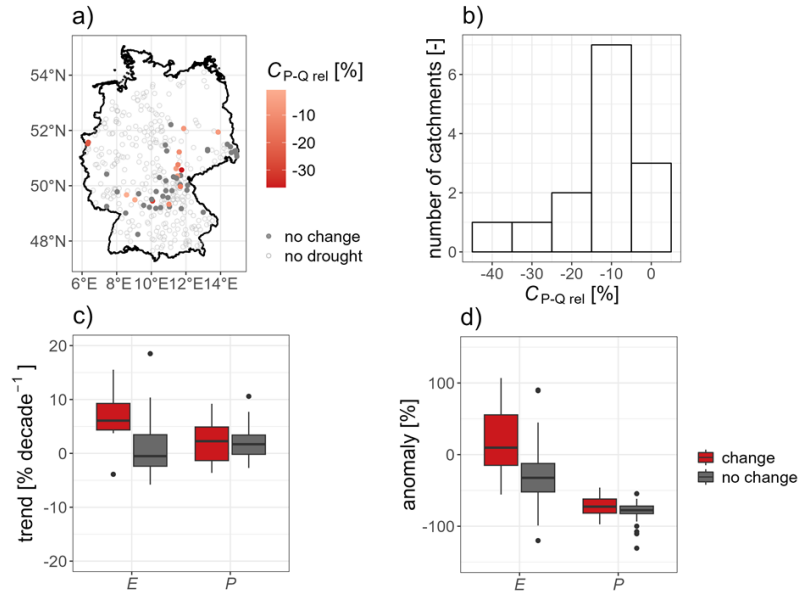 a)
54°N
52°N
50°N
48°N
6°E 8°E 10°E 12°E 14°E
C P-Q rel [%]
-10
-20
-30
no change
no drought
b)
number of catchments [-]
6
4
2
0
-40 -30 -20 -10 0
C P-Q rel [%]
c)
trend [% decade⁻¹ ]
20
10
0
-10
-20
E P
d)
anomaly [%]
100
0
-100
E P
change
no change